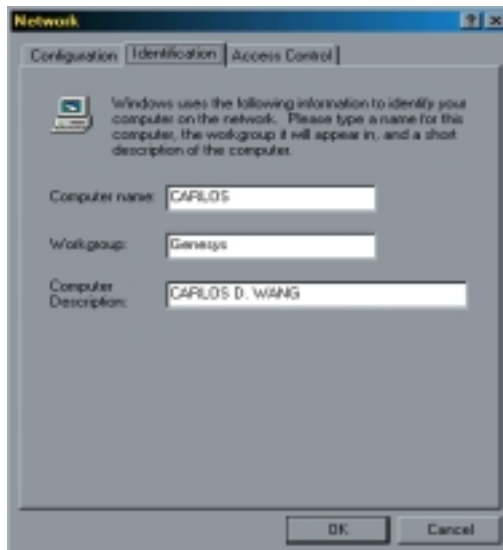 Network
Configuration Identification Access Control
Windows uses the following information to identify your
computer on the network. Please type a name for this
computer, the workgroup it will appear in, and a short
description of the computer.
Computer name: CARLOS
Workgroup: Genesys
Computer
Description: CARLOS D. WANG
OK Cancel